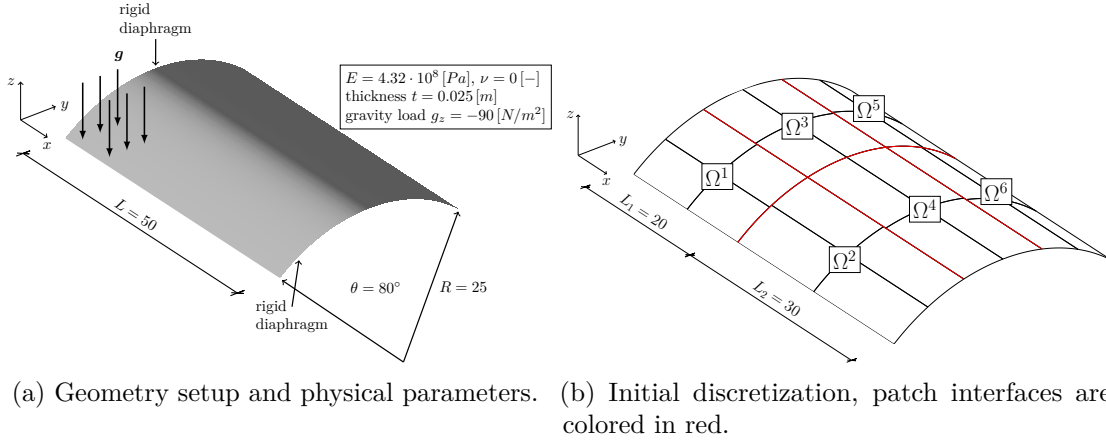 rigid
diaphragm
g
z
y
x
E = 4.32 · 10⁸ [Pa], ν = 0 [−]
thickness t = 0.025 [m]
gravity load g_z = −90 [N/m²]
L = 50
θ = 80°
R = 25
rigid
diaphragm
(a) Geometry setup and physical parameters.
z
y
x
Ω⁵
Ω³
Ω¹
Ω⁶
Ω⁴
Ω²
L₁ = 20
L₂ = 30
(b) Initial discretization, patch interfaces are
colored in red.